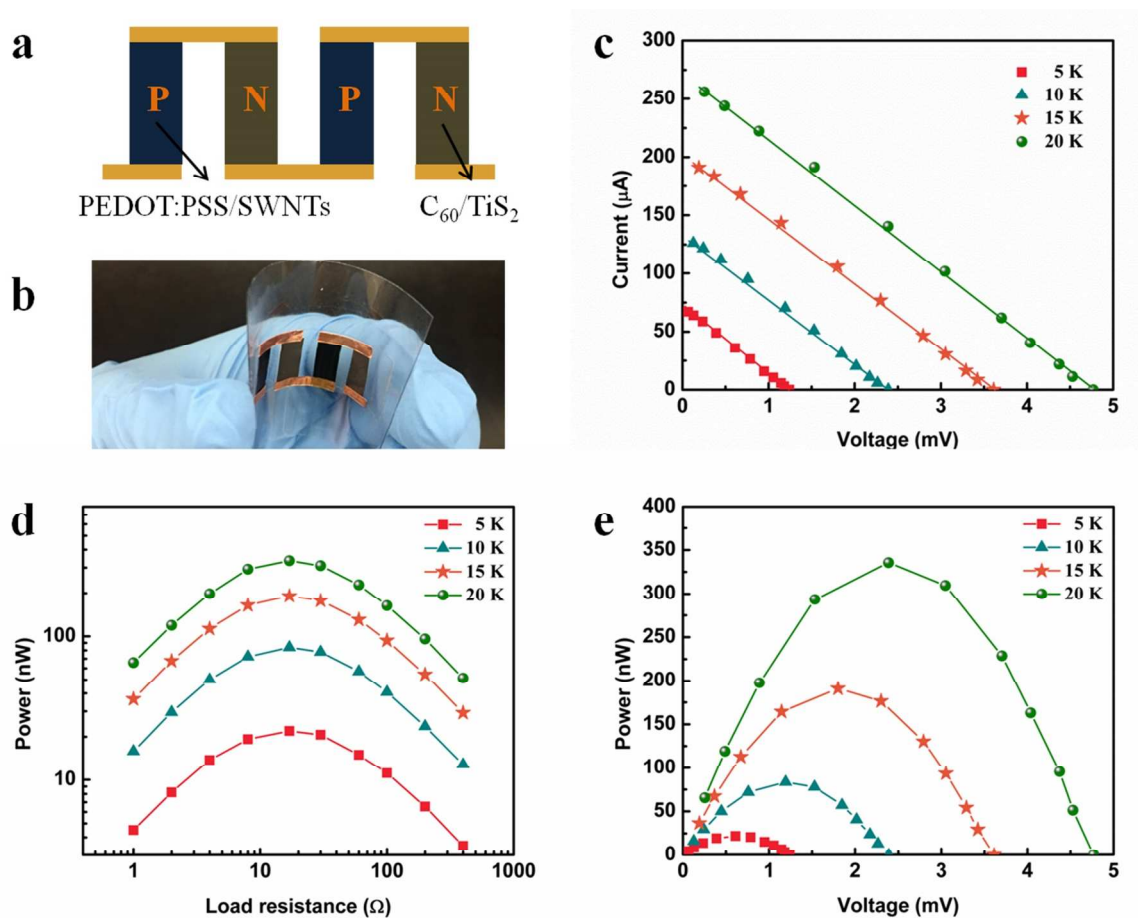 a
P N P N
PEDOT:PSS/SWNTs
C₆₀/TiS₂
b
c
300
250
200
150
100
50
0
Current (μA)
5 K
10 K
15 K
20 K
0 1 2 3 4 5
Voltage (mV)
d
100
10
Power (nW)
5 K
10 K
15 K
20 K
1 10 100 1000
Load resistance (Ω)
e
400
350
300
250
200
150
100
50
0
Power (nW)
5 K
10 K
15 K
20 K
0 1 2 3 4 5
Voltage (mV)